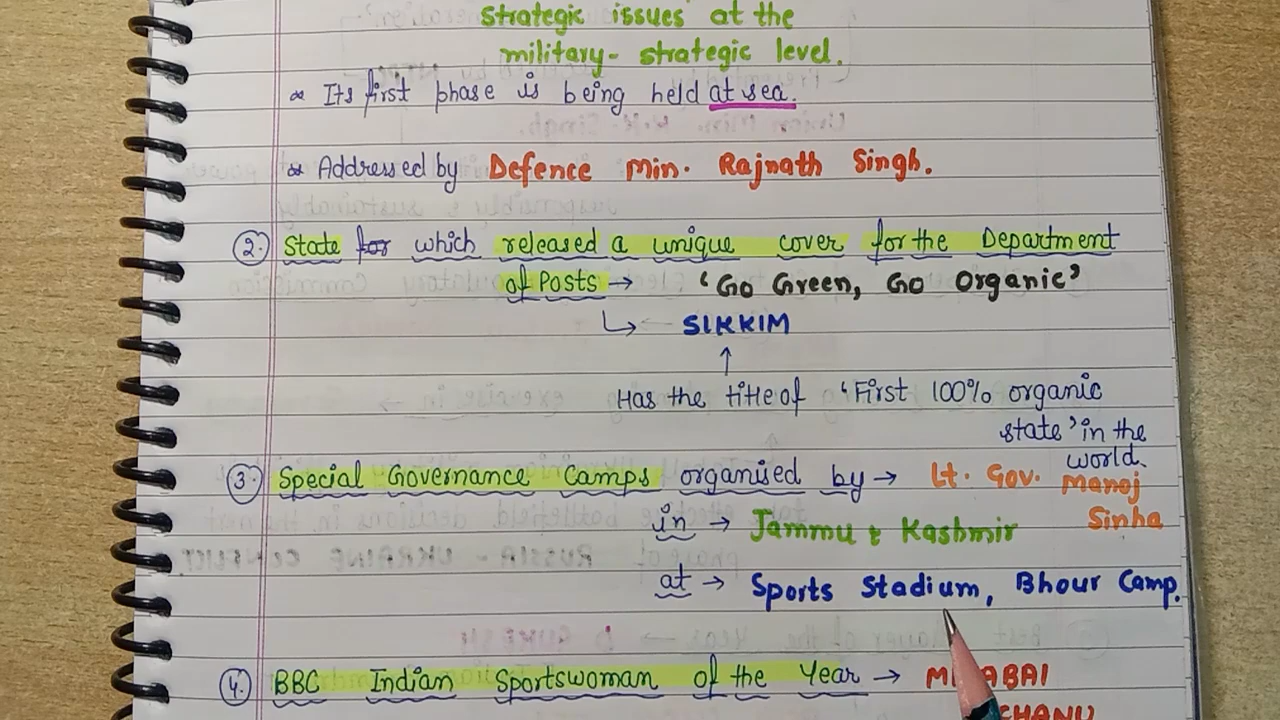 strategic issues at the
military-strategic level.
Its first phase is being held at sea.
Addressed by Defence Min. Rajnath Singh.
2. State for which released a unique cover for the Department
of Posts → 'Go Green, Go Organic'
↳ SIKKIM
↑
Has the title of 'First 100% organic
state' in the
world.
3. Special Governance Camps organised by → Lt. Gov. Manoj
Sinha
in → Jammu & Kashmir
at → Sports Stadium, Bhour Camp.
4. BBC Indian Sportswoman of the Year →
CHANU